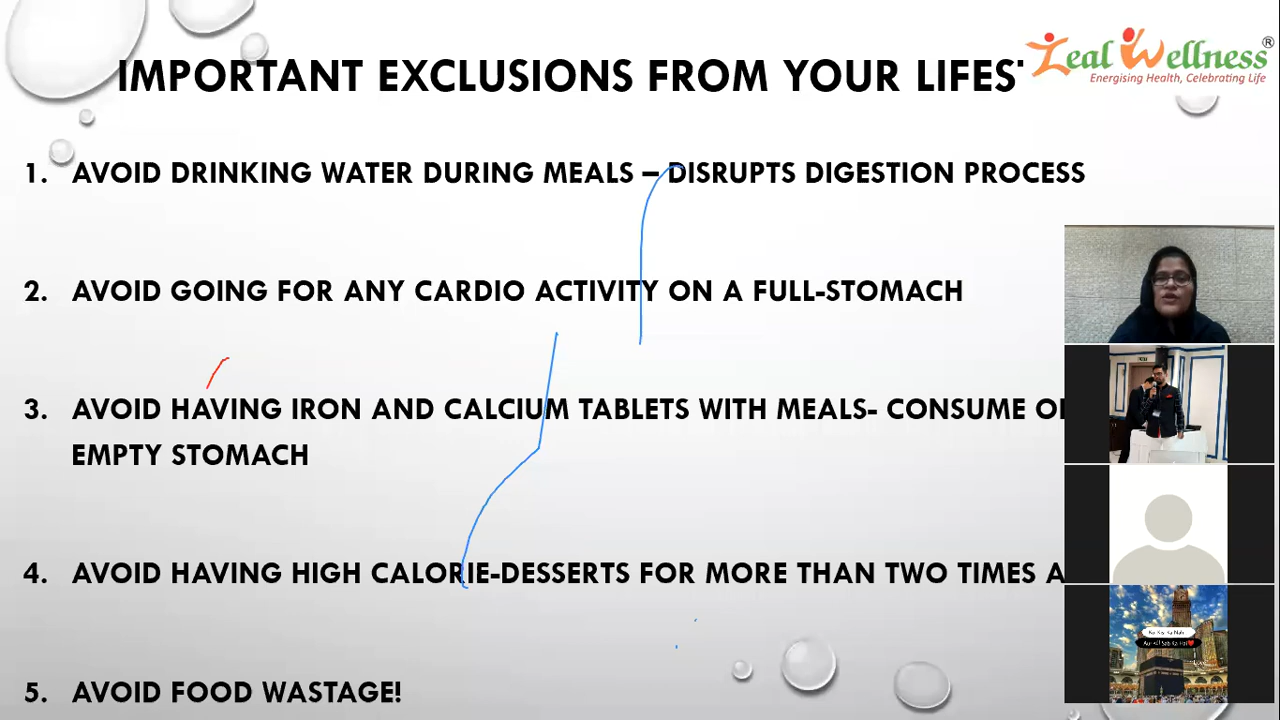 IMPORTANT EXCLUSIONS FROM YOUR LIFES
Zeal Wellness®
Energising Health, Celebrating Life
1. AVOID DRINKING WATER DURING MEALS – DISRUPTS DIGESTION PROCESS
2. AVOID GOING FOR ANY CARDIO ACTIVITY ON A FULL-STOMACH
3. AVOID HAVING IRON AND CALCIUM TABLETS WITH MEALS- CONSUME
EMPTY STOMACH
4. AVOID HAVING HIGH CALORIE-DESSERTS FOR MORE THAN TWO TIMES A
5. AVOID FOOD WASTAGE!